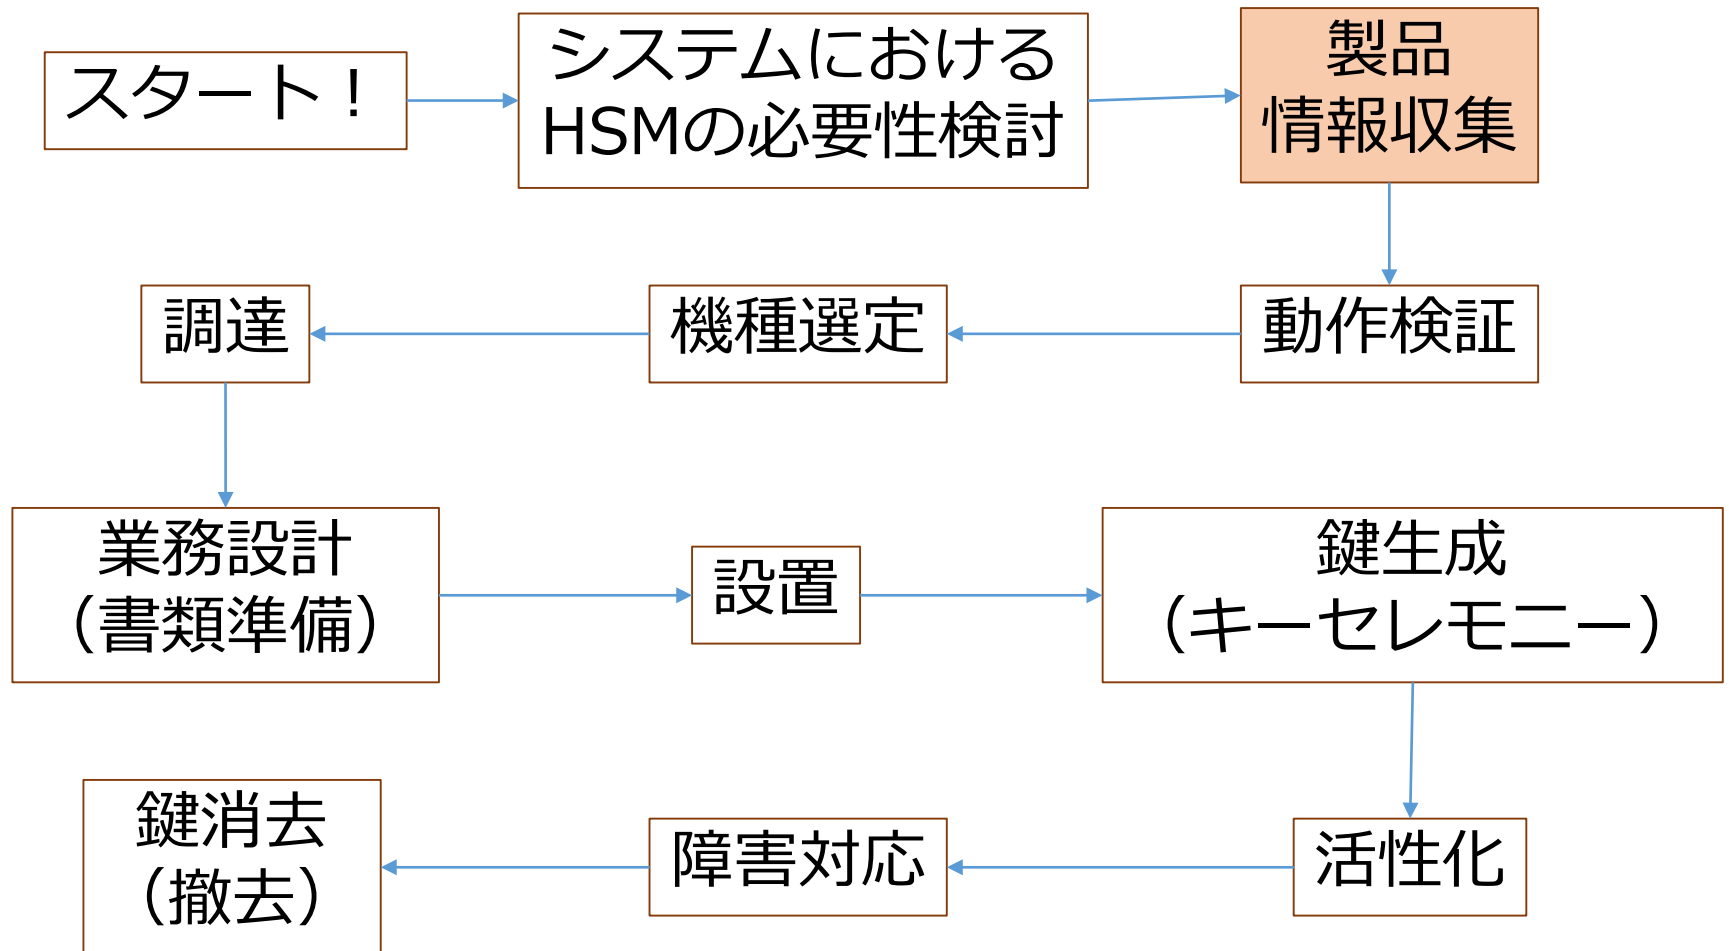 スタート！
システムにおける
HSMの必要性検討
製品
情報収集
動作検証
機種選定
調達
業務設計
（書類準備）
設置
鍵生成
（キーセレモニー）
活性化
障害対応
鍵消去
（撤去）